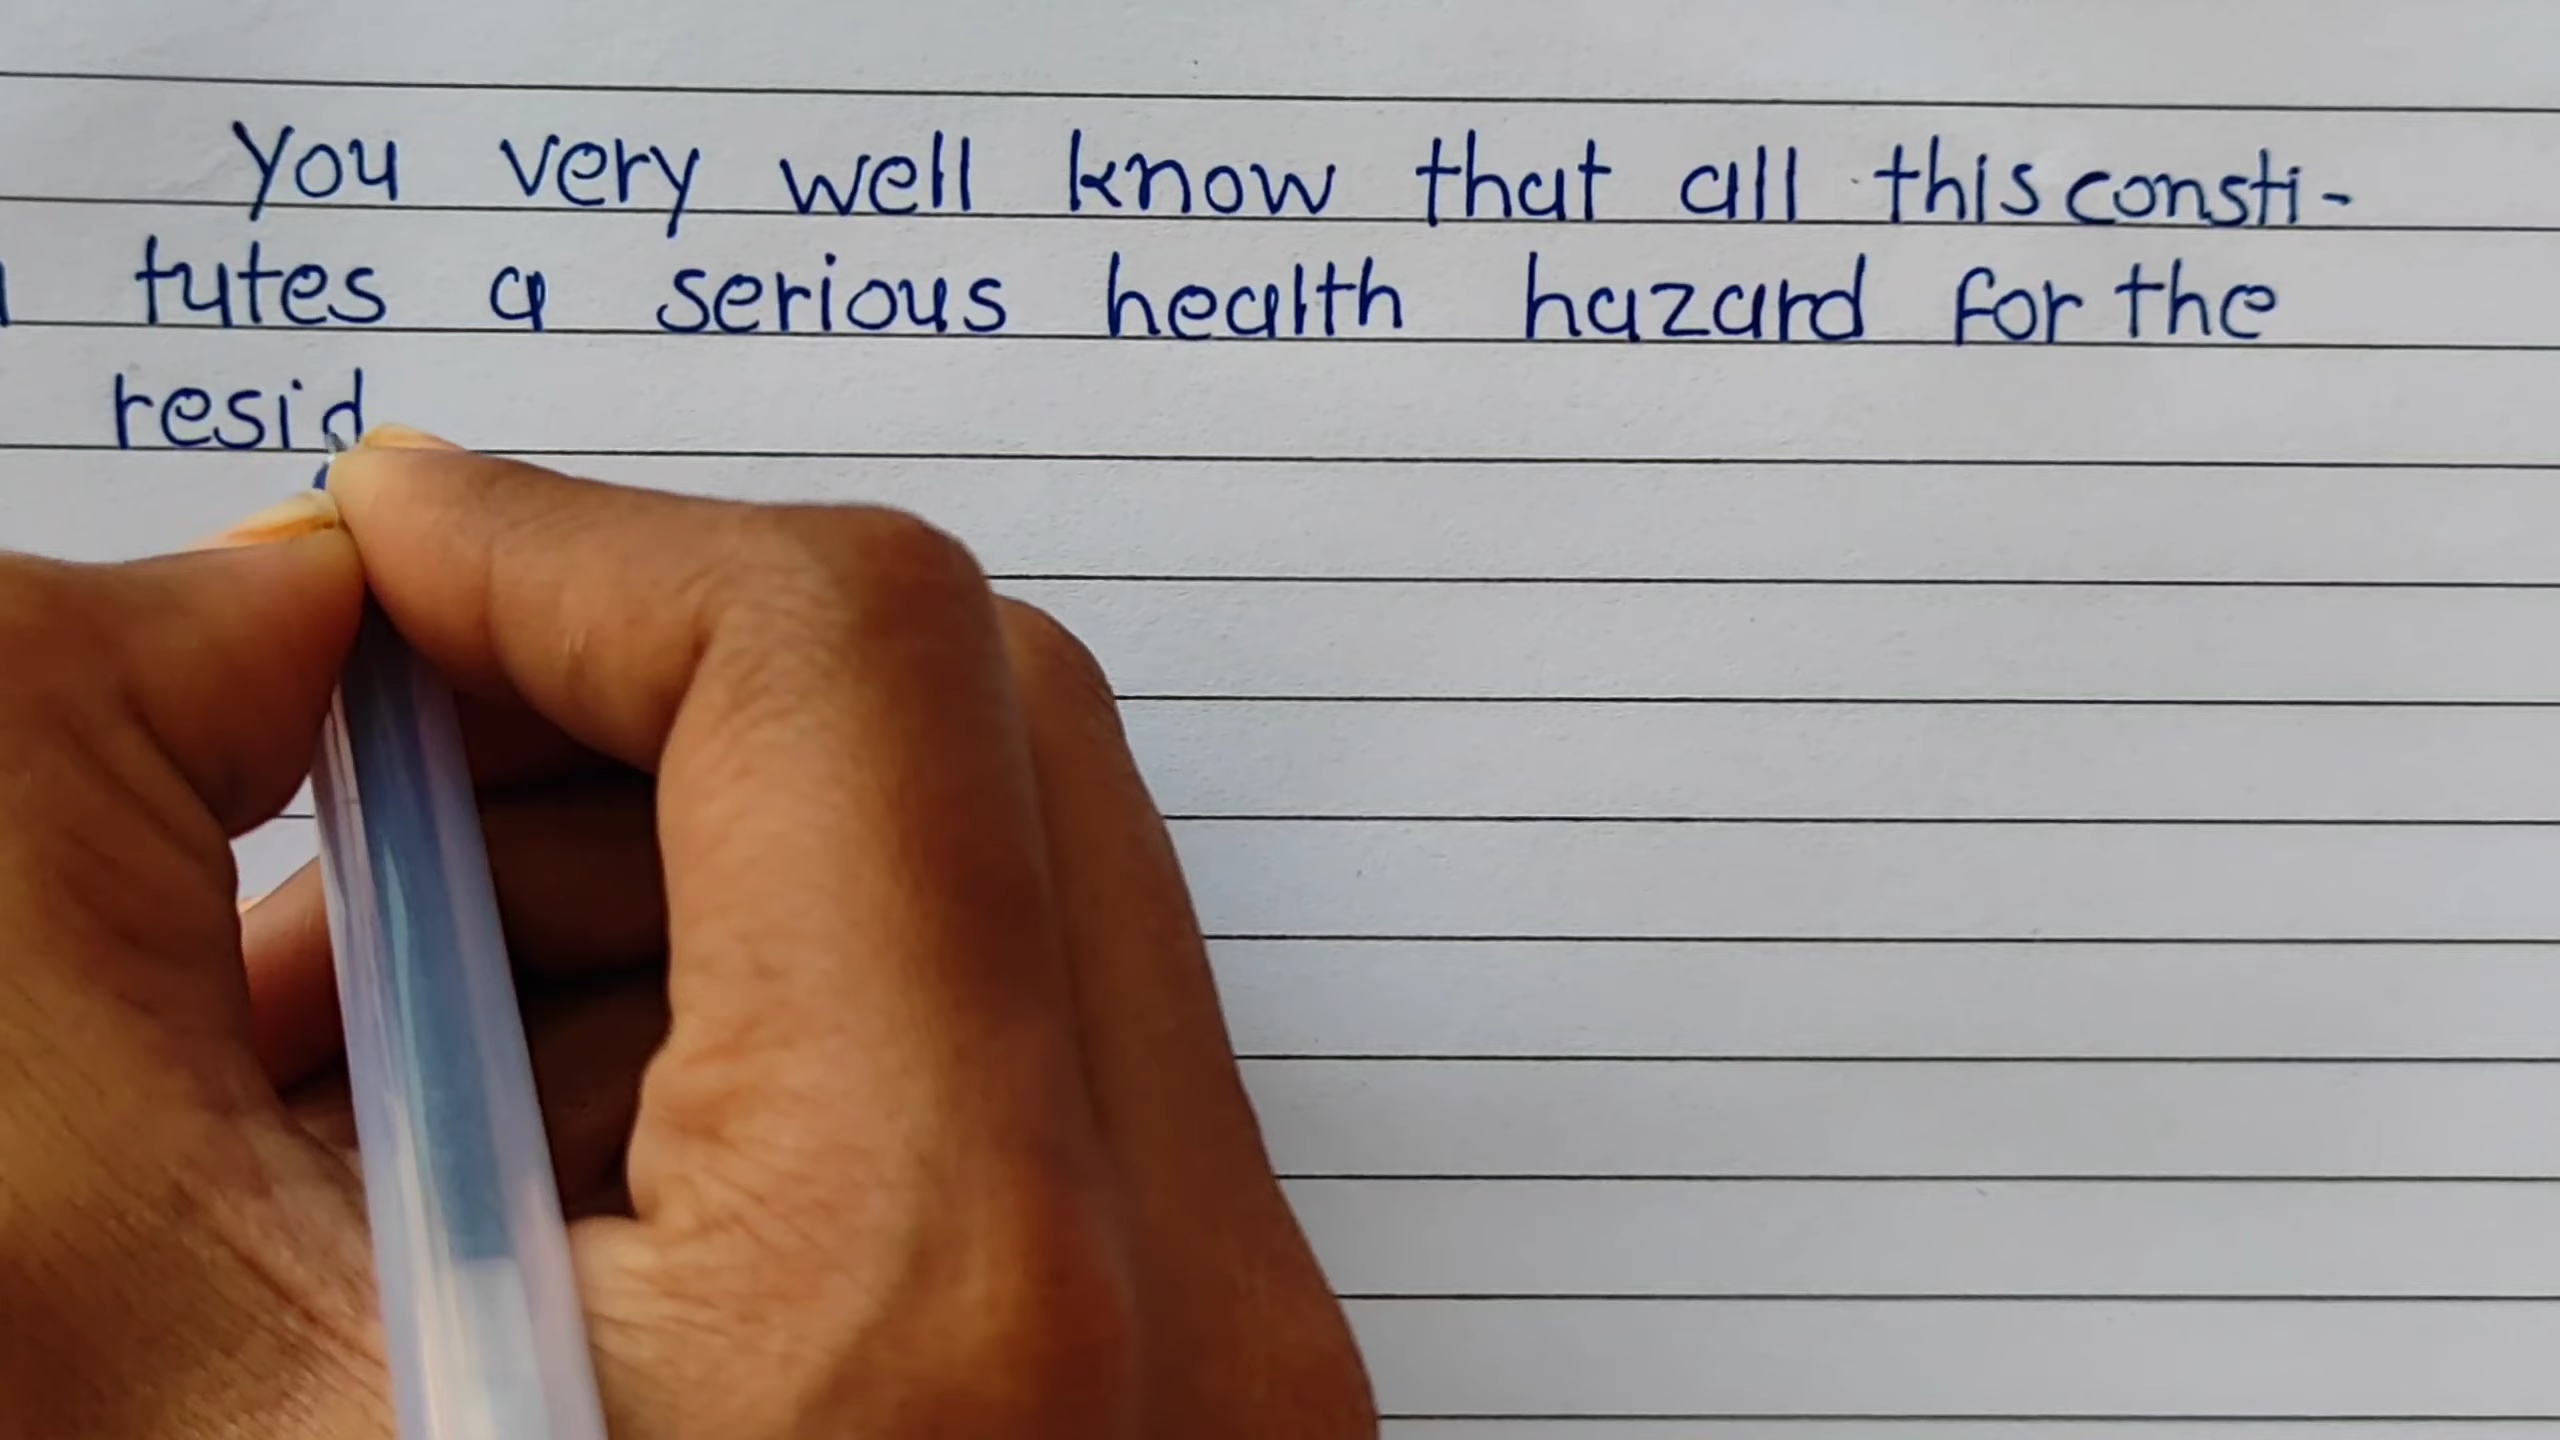 You very well know that all this consti-
tutes a serious health hazard for the
resid